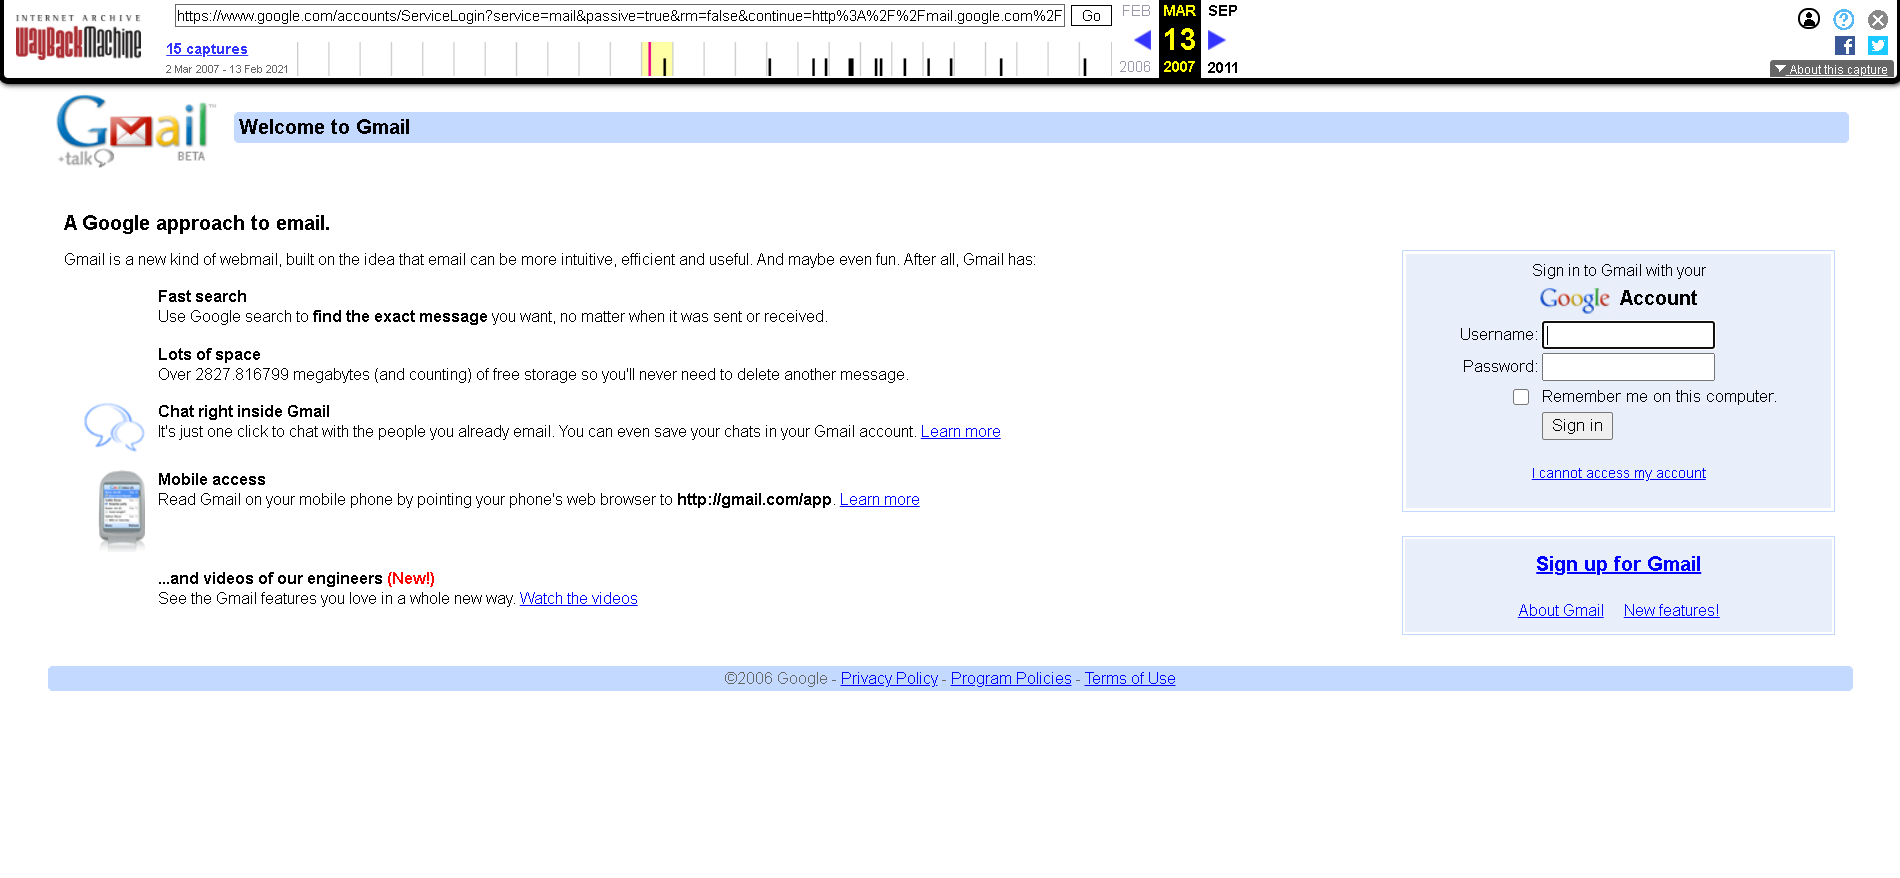 INTERNET ARCHIVE
WayBackMachine
https://www.google.com/accounts/ServiceLogin?service=mail&passive=true&rm=false&continue=http%3A%2F%2Fmail.google.com%2F
Go
15 captures
2 Mar 2007 - 13 Feb 2021
FEB MAR SEP
13
2006 2007 2011
About this capture
Gmail™
+talk BETA
Welcome to Gmail
A Google approach to email.
Gmail is a new kind of webmail, built on the idea that email can be more intuitive, efficient and useful. And maybe even fun. After all, Gmail has:
Fast search
Use Google search to find the exact message you want, no matter when it was sent or received.
Lots of space
Over 2827.816799 megabytes (and counting) of free storage so you'll never need to delete another message.
Chat right inside Gmail
It's just one click to chat with the people you already email. You can even save your chats in your Gmail account. Learn more
Mobile access
Read Gmail on your mobile phone by pointing your phone's web browser to http://gmail.com/app. Learn more
...and videos of our engineers (New!)
See the Gmail features you love in a whole new way. Watch the videos
Sign in to Gmail with your
Google Account
Username:
Password:
Remember me on this computer.
Sign in
I cannot access my account
Sign up for Gmail
About Gmail New features!
©2006 Google - Privacy Policy - Program Policies - Terms of Use